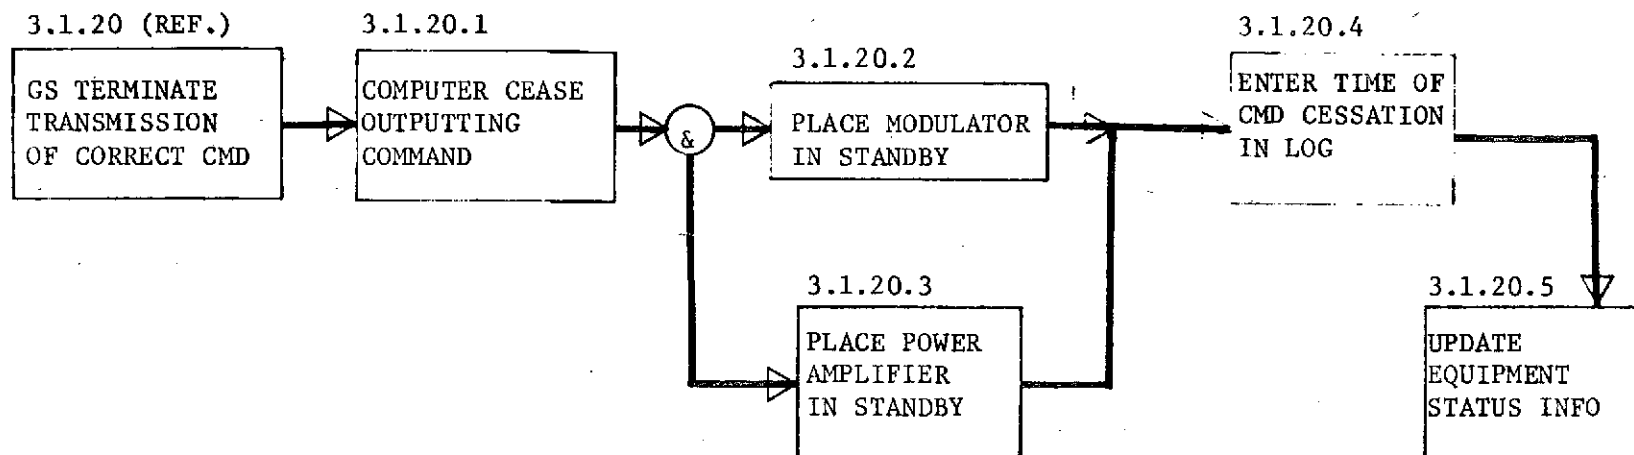 3.1.20 (REF.)
GS TERMINATE
TRANSMISSION
OF CORRECT CMD
3.1.20.1
COMPUTER CEASE
OUTPUTTING
COMMAND
&
3.1.20.2
PLACE MODULATOR
IN STANDBY
3.1.20.3
PLACE POWER
AMPLIFIER
IN STANDBY
3.1.20.4
ENTER TIME OF
CMD CESSATION
IN LOG
3.1.20.5
UPDATE
EQUIPMENT
STATUS INFO